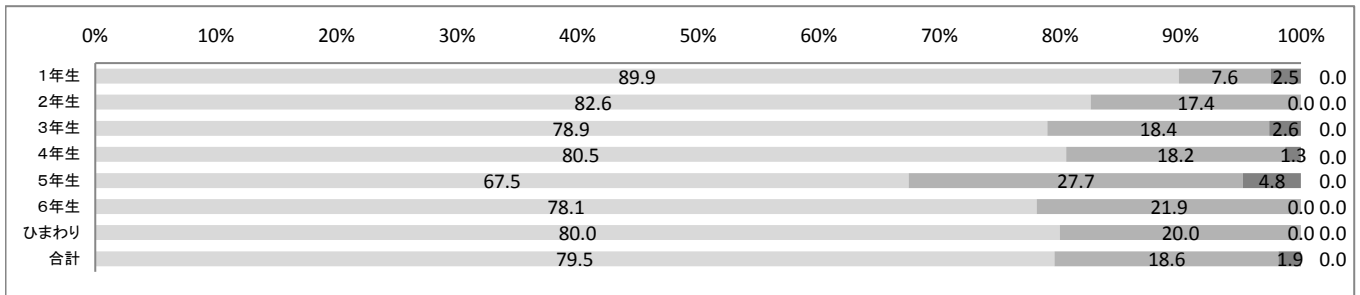 0% 10% 20% 30% 40% 50% 60% 70% 80% 90% 100%
1年生 89.9 7.6 2.5 0.0
2年生 82.6 17.4 0.0 0.0
3年生 78.9 18.4 2.6 0.0
4年生 80.5 18.2 1.3 0.0
5年生 67.5 27.7 4.8 0.0
6年生 78.1 21.9 0.0 0.0
ひまわり 80.0 20.0 0.0 0.0
合計 79.5 18.6 1.9 0.0